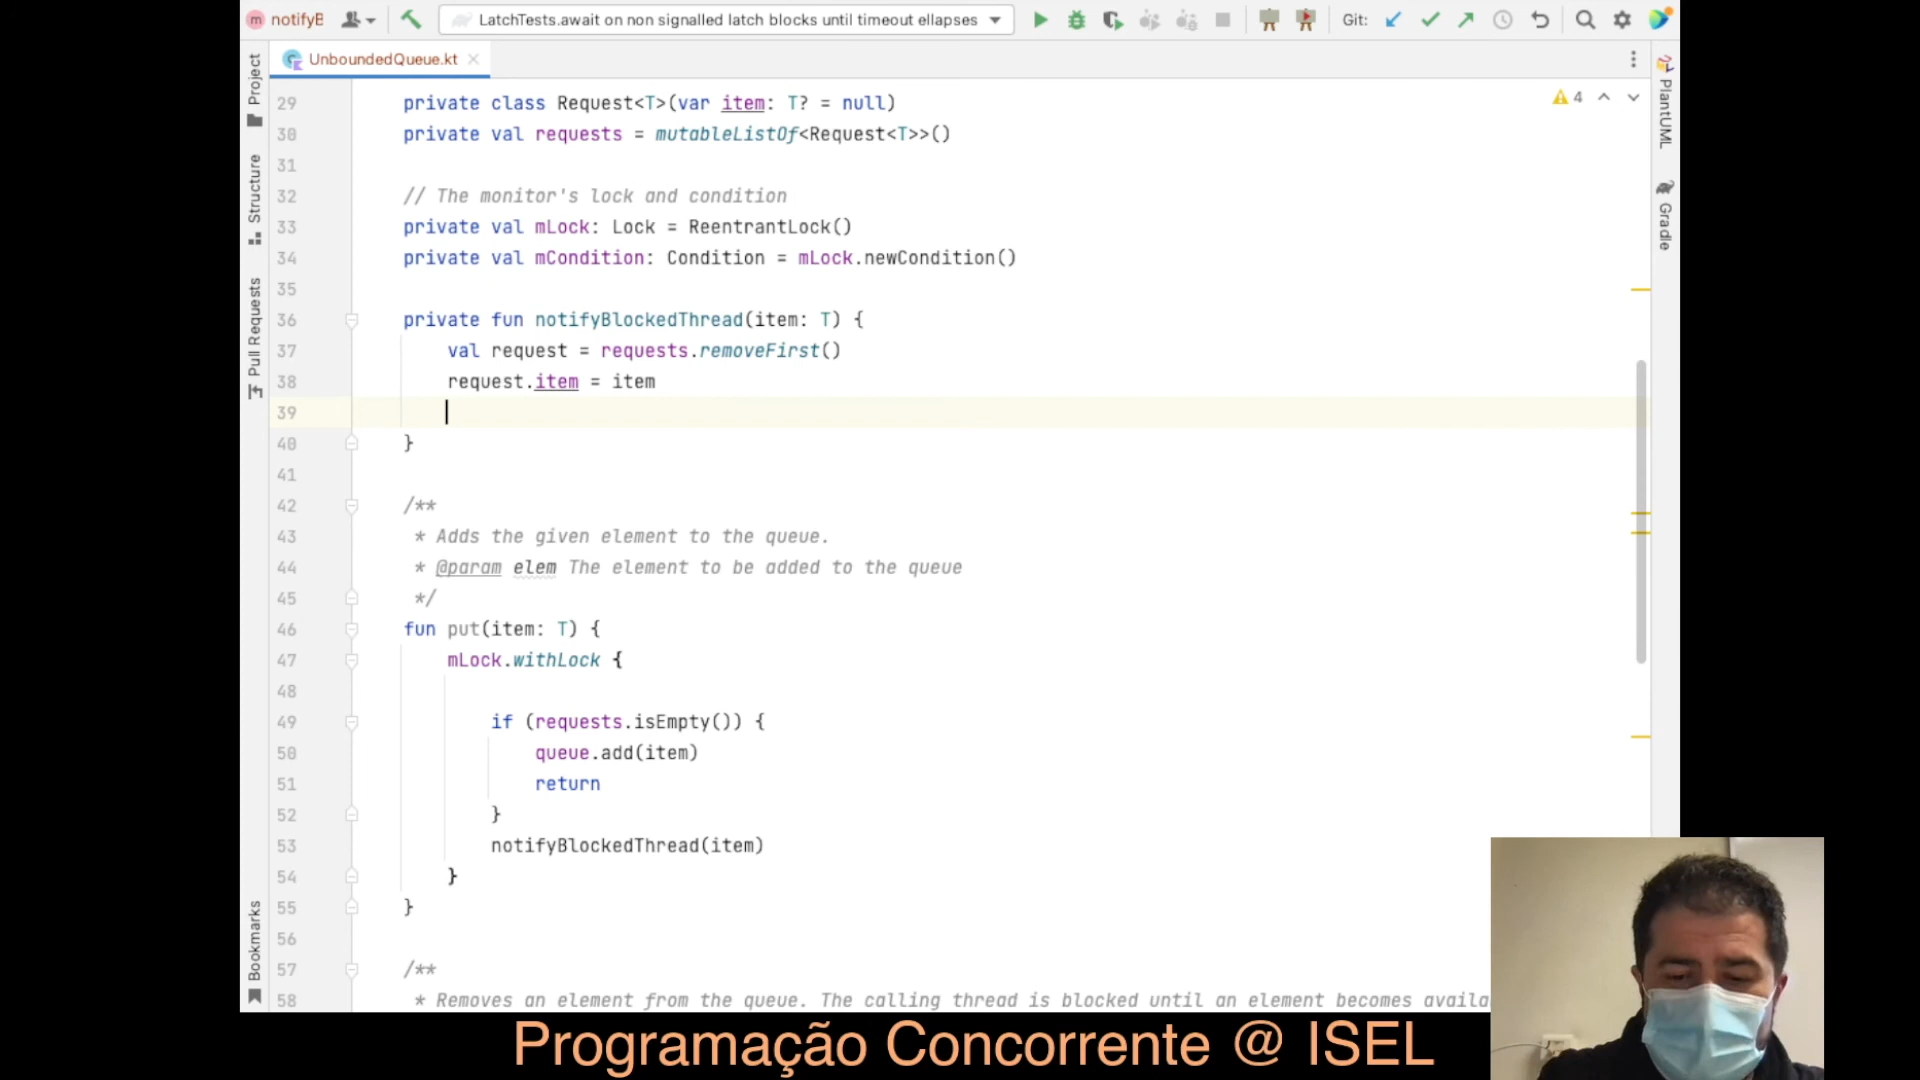 notifyB
LatchTests.await on non signalled latch blocks until timeout ellapses
Git:
UnboundedQueue.kt
Project
Structure
Pull Requests
Bookmarks
PlantUML
Gradle
4
29 private class Request<T>(var item: T? = null)
30 private val requests = mutableListOf<Request<T>>()
31
32 // The monitor's lock and condition
33 private val mLock: Lock = ReentrantLock()
34 private val mCondition: Condition = mLock.newCondition()
35
36 private fun notifyBlockedThread(item: T) {
37 val request = requests.removeFirst()
38 request.item = item
39
40 }
41
42 /**
43 * Adds the given element to the queue.
44 * @param elem The element to be added to the queue
45 */
46 fun put(item: T) {
47 mLock.withLock {
48
49 if (requests.isEmpty()) {
50 queue.add(item)
51 return
52 }
53 notifyBlockedThread(item)
54 }
55 }
56
57 /**
58 * Removes an element from the queue. The calling thread is blocked until an element becomes availa
Programação Concorrente @ ISEL